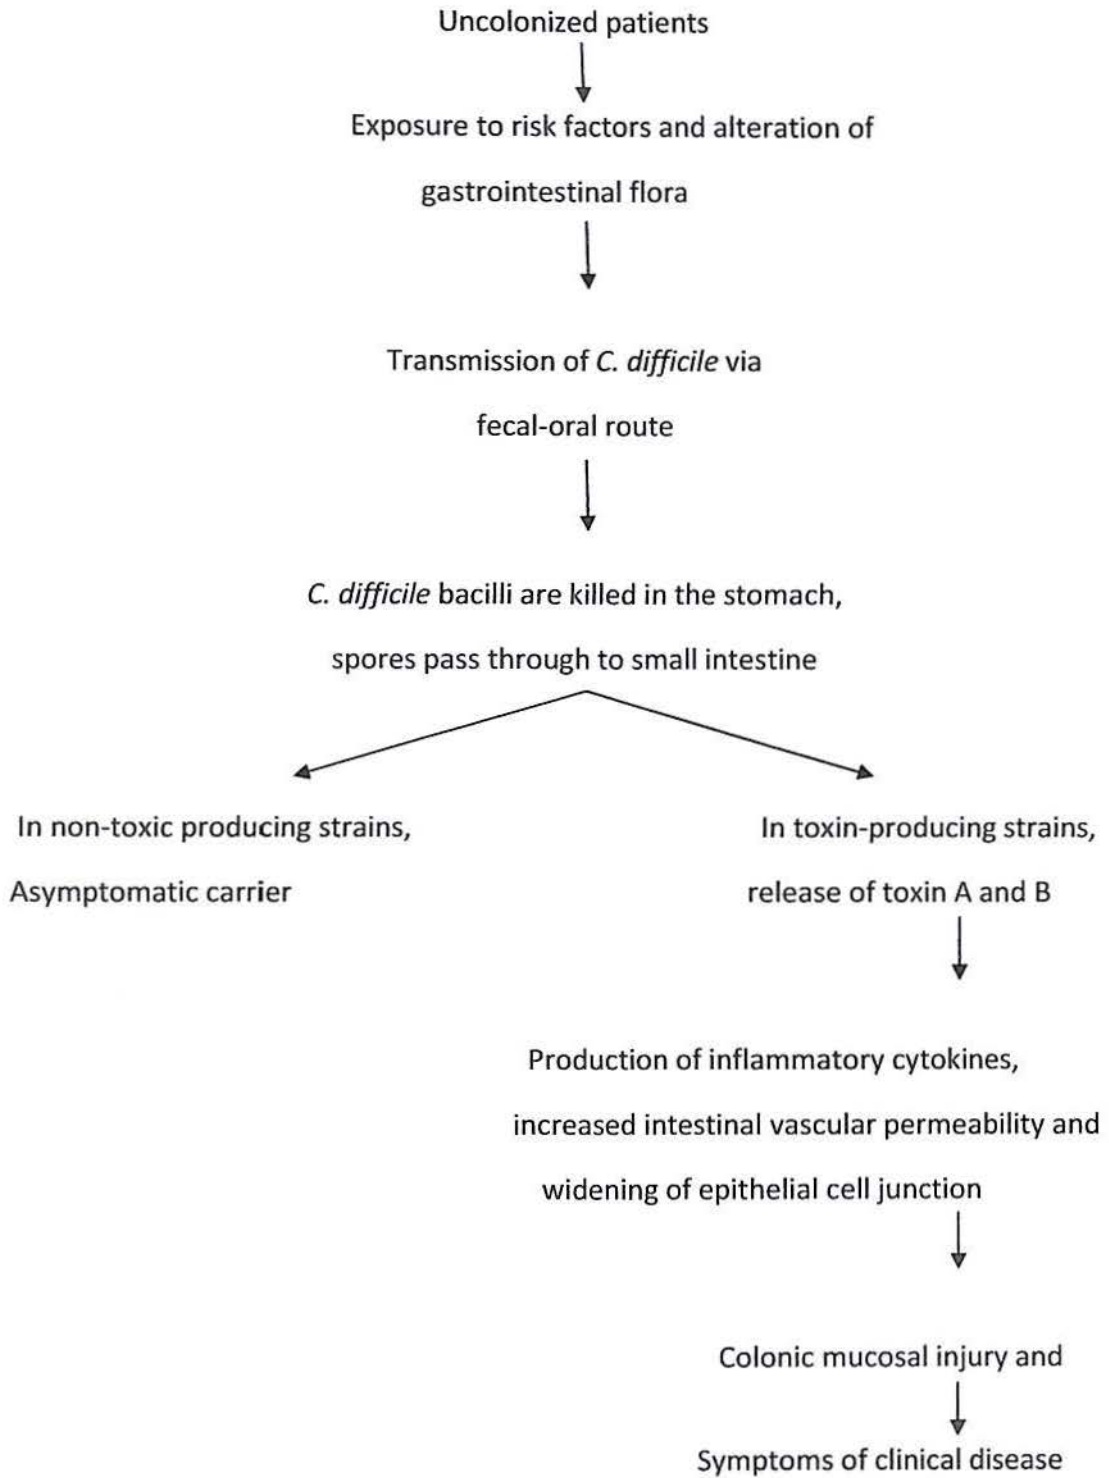 Uncolonized patients
Exposure to risk factors and alteration of
gastrointestinal flora
Transmission of C. difficile via
fecal-oral route
C. difficile bacilli are killed in the stomach,
spores pass through to small intestine
In non-toxic producing strains,
Asymptomatic carrier
In toxin-producing strains,
release of toxin A and B
Production of inflammatory cytokines,
increased intestinal vascular permeability and
widening of epithelial cell junction
Colonic mucosal injury and
Symptoms of clinical disease